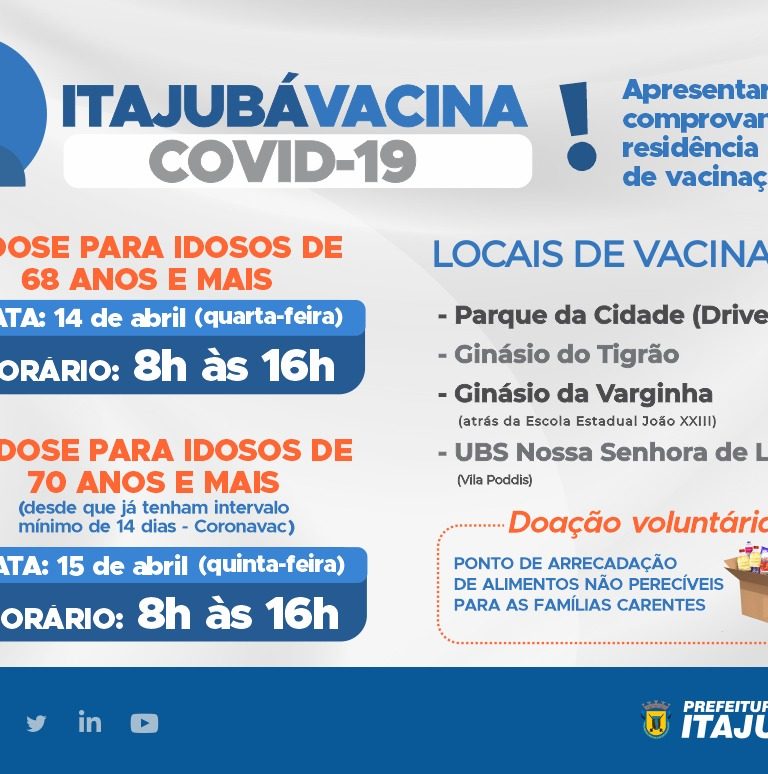 ITAJUBÁVACINA
COVID-19
!
Apresentar
comprovan
residência
de vacinaç
DOSE PARA IDOSOS DE
68 ANOS E MAIS
ATA: 14 de abril (quarta-feira)
ORÁRIO: 8h às 16h
DOSE PARA IDOSOS DE
70 ANOS E MAIS
(desde que já tenham intervalo
mínimo de 14 dias - Coronavac)
ATA: 15 de abril (quinta-feira)
ORÁRIO: 8h às 16h
LOCAIS DE VACINA
- Parque da Cidade (Drive
- Ginásio do Tigrão
- Ginásio da Varginha
(atrás da Escola Estadual João XXIII)
- UBS Nossa Senhora de L
(Vila Poddis)
Doação voluntária
PONTO DE ARRECADAÇÃO
DE ALIMENTOS NÃO PERECÍVEIS
PARA AS FAMÍLIAS CARENTES
in
PREFEITUR
ITAJU